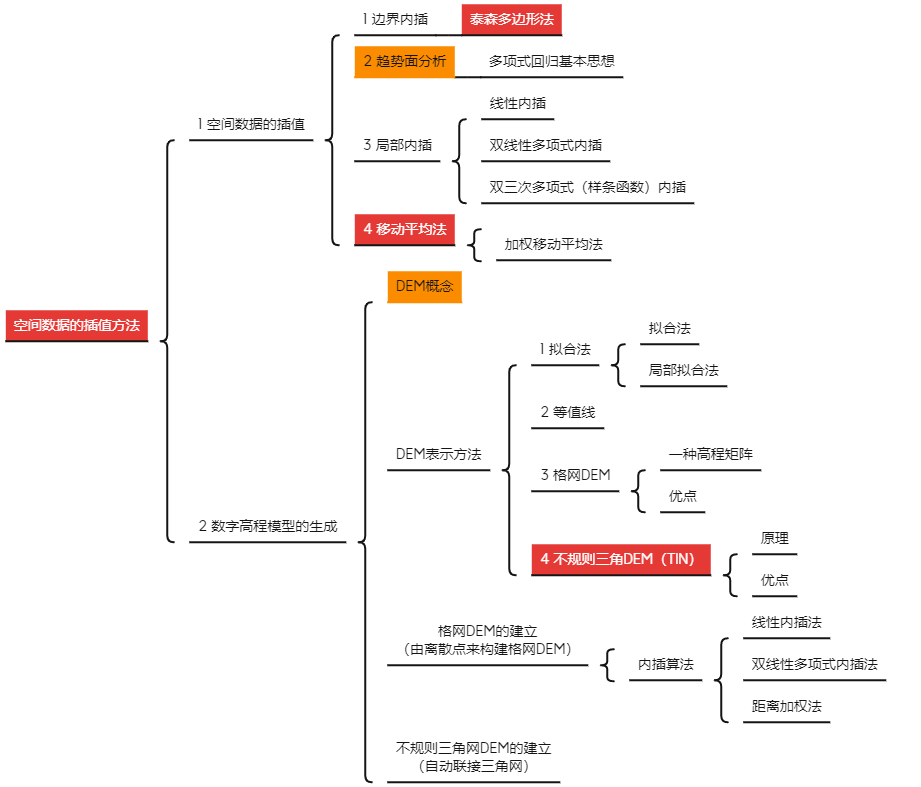 空间数据的插值方法
1 空间数据的插值
1 边界内插
泰森多边形法
2 趋势面分析
多项式回归基本思想
3 局部内插
线性内插
双线性多项式内插
双三次多项式（样条函数）内插
4 移动平均法
加权移动平均法
2 数字高程模型的生成
DEM概念
DEM表示方法
1 拟合法
拟合法
局部拟合法
2 等值线
3 格网DEM
一种高程矩阵
优点
4 不规则三角DEM（TIN）
原理
优点
格网DEM的建立
（由离散点来构建格网DEM）
内插算法
线性内插法
双线性多项式内插法
距离加权法
不规则三角网DEM的建立
（自动联接三角网）